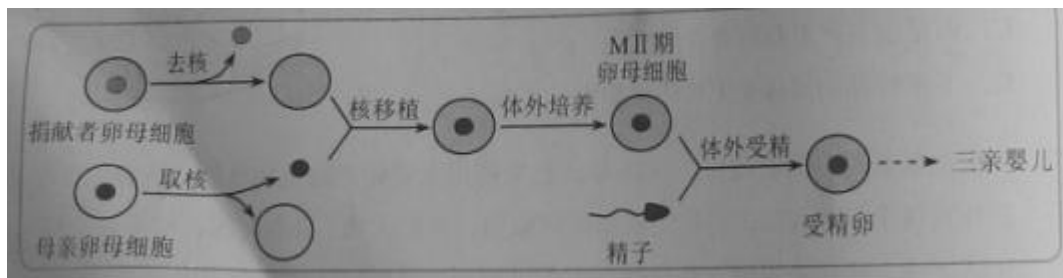 去核
捐献者卵母细胞
取核
母亲卵母细胞
核移植
体外培养
MⅡ期
卵母细胞
精子
体外受精
受精卵
三亲婴儿